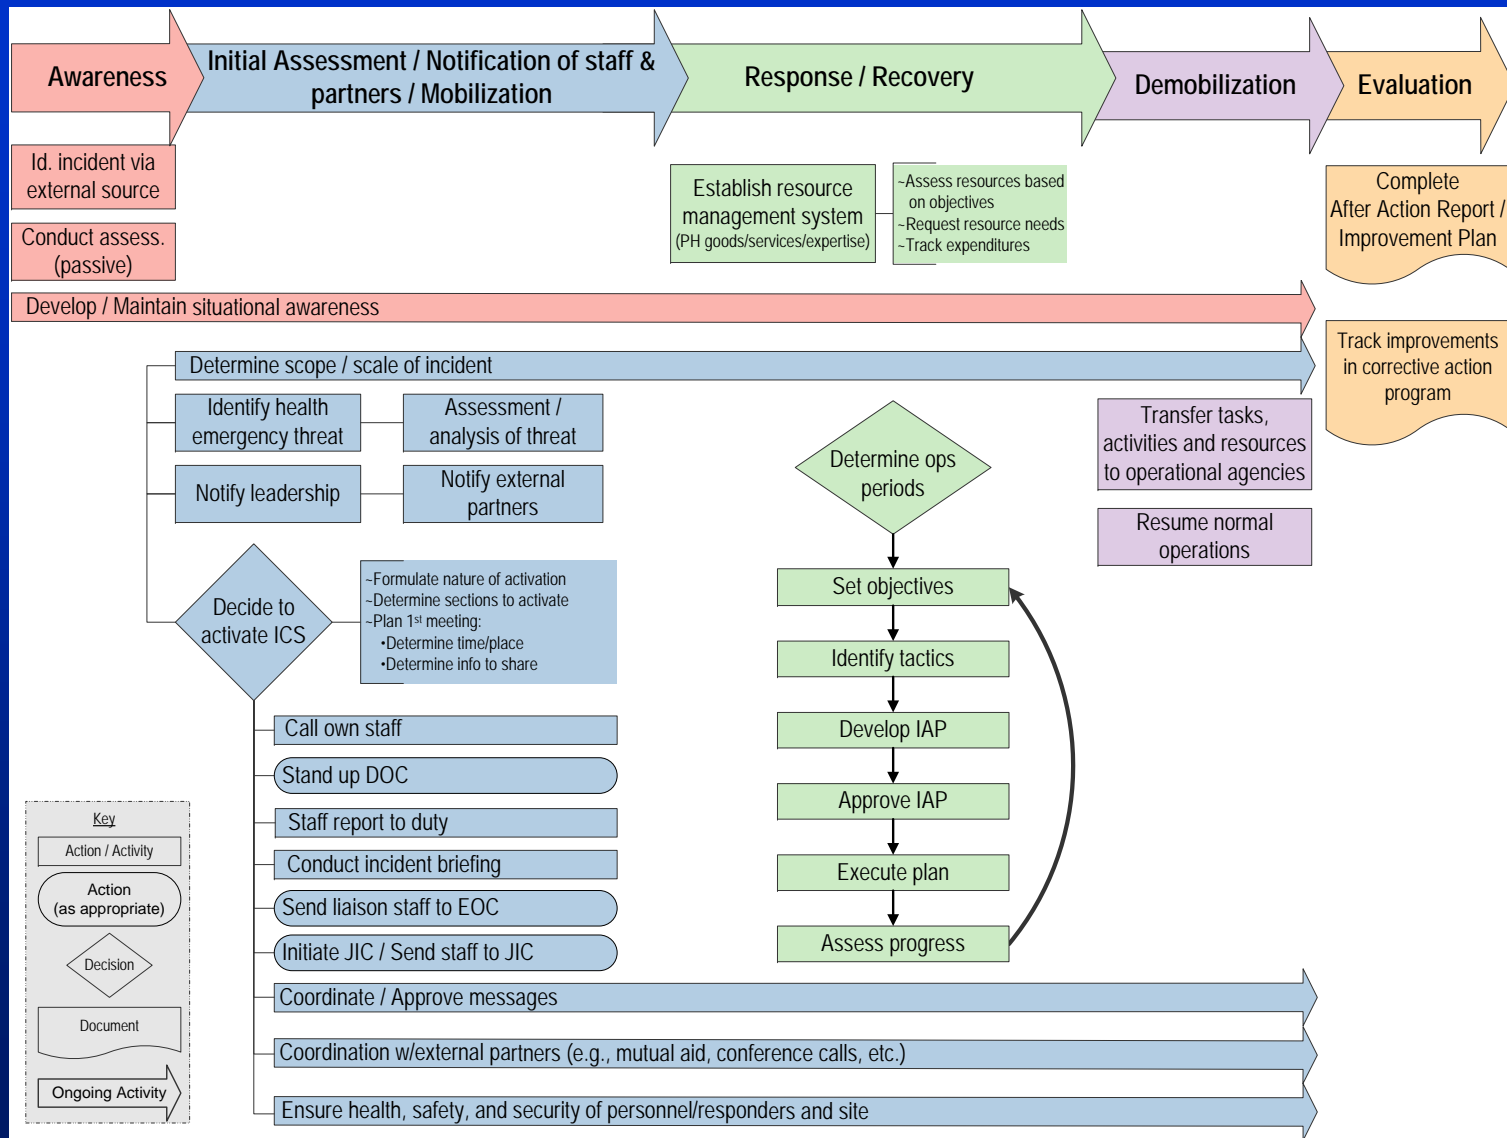 Awareness
Initial Assessment / Notification of staff &
partners / Mobilization
Response / Recovery
Demobilization
Evaluation
Id. incident via
external source
Conduct assess.
(passive)
Establish resource
management system
(PH goods/services/expertise)
~Assess resources based
on objectives
~Request resource needs
~Track expenditures
Complete
After Action Report /
Improvement Plan
Develop / Maintain situational awareness
Track improvements
in corrective action
program
Determine scope / scale of incident
Identify health
emergency threat
Assessment /
analysis of threat
Notify leadership
Notify external
partners
Decide to
activate ICS
~Formulate nature of activation
~Determine sections to activate
~Plan 1st meeting:
•Determine time/place
•Determine info to share
Call own staff
Stand up DOC
Staff report to duty
Conduct incident briefing
Send liaison staff to EOC
Initiate JIC / Send staff to JIC
Coordinate / Approve messages
Coordination w/external partners (e.g., mutual aid, conference calls, etc.)
Ensure health, safety, and security of personnel/responders and site
Determine ops
periods
Set objectives
Identify tactics
Develop IAP
Approve IAP
Execute plan
Assess progress
Transfer tasks,
activities and resources
to operational agencies
Resume normal
operations
Key
Action / Activity
Action
(as appropriate)
Decision
Document
Ongoing Activity